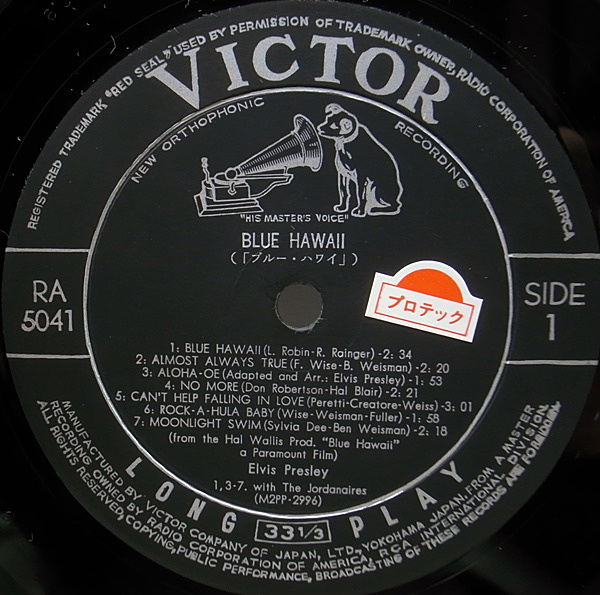 REGISTERED TRADEMARK "RED SEAL" USED BY PERMISSION OF TRADEMARK OWNER, RADIO CORPORATION OF AMERICA
VICTOR
NEW ORTHOPHONIC RECORDING
"HIS MASTER'S VOICE"
BLUE HAWAII
(「ブルー・ハワイ」)
RA
5041
プロテック
SIDE
1
1: BLUE HAWAII (L. Robin-R. Rainger)-2: 34
2: ALMOST ALWAYS TRUE (F. Wise-B. Weisman)-2: 20
3: ALOHA-OE (Adapted and Arr.: Elvis Presley)-1: 53
4: NO MORE (Don Robertson-Hal Blair)-2: 21
5: CAN'T HELP FALLING IN LOVE (Peretti-Creatore-Weiss)-3: 01
6: ROCK-A-HULA BABY (Wise-Weisman-Fuller)-1: 58
7: MOONLIGHT SWIM (Sylvia Dee-Ben Weisman)-2: 18
(from the Hal Wallis Prod. "Blue Hawaii"
a Paramount Film)
Elvis Presley
1, 3-7. with The Jordanaires
(M2PP-2996)
LONG 33 1/3 PLAY
MANUFACTURED BY VICTOR COMPANY OF JAPAN, LTD., YOKOHAMA, JAPAN, FROM A MASTER
RECORDING OWNED BY RADIO CORPORATION OF AMERICA, RCA INTERNATIONAL DIVISION.
ALL RIGHTS RESERVED, COPYING, PUBLIC PERFORMANCE, BROADCASTING OF THESE RECORDS ARE FORBIDDEN.